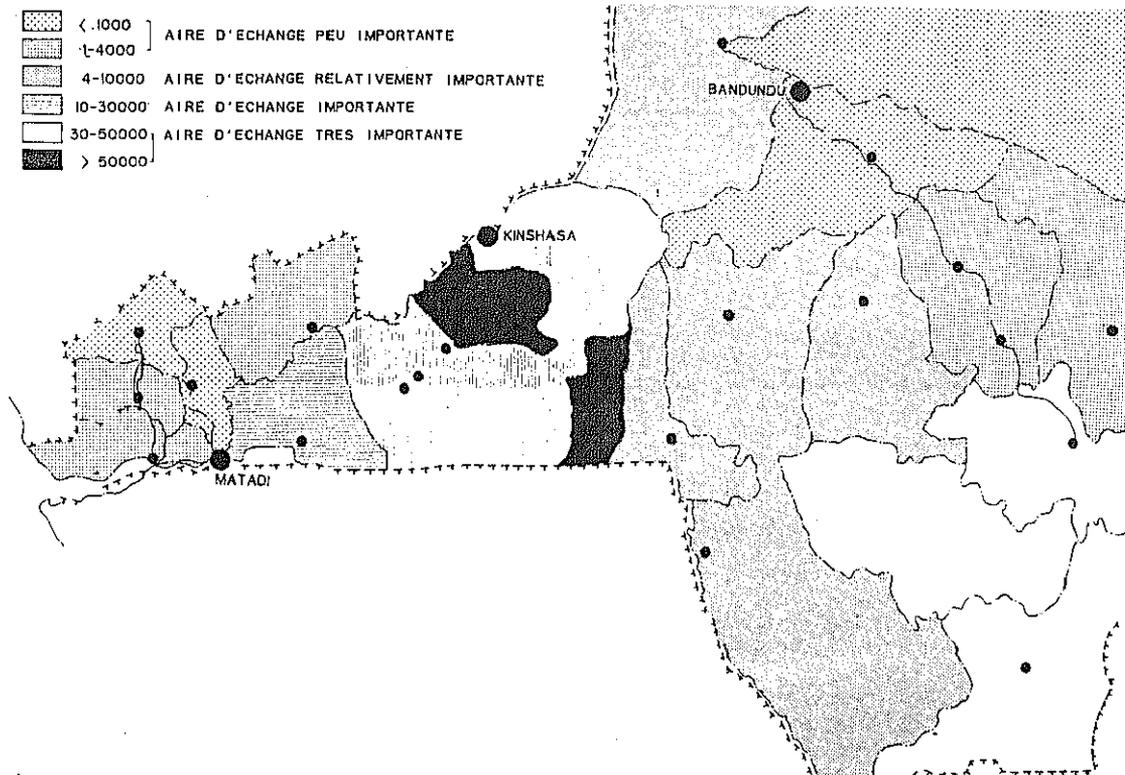 < .1000
AIRE D'ECHANGE PEU IMPORTANTE
1-4000
4-10000 AIRE D'ECHANGE RELATIVEMENT IMPORTANTE
10-30000 AIRE D'ECHANGE IMPORTANTE
30-50000 AIRE D'ECHANGE TRES IMPORTANTE
> 50000
BANDUNDU
KINSHASA
MATADI